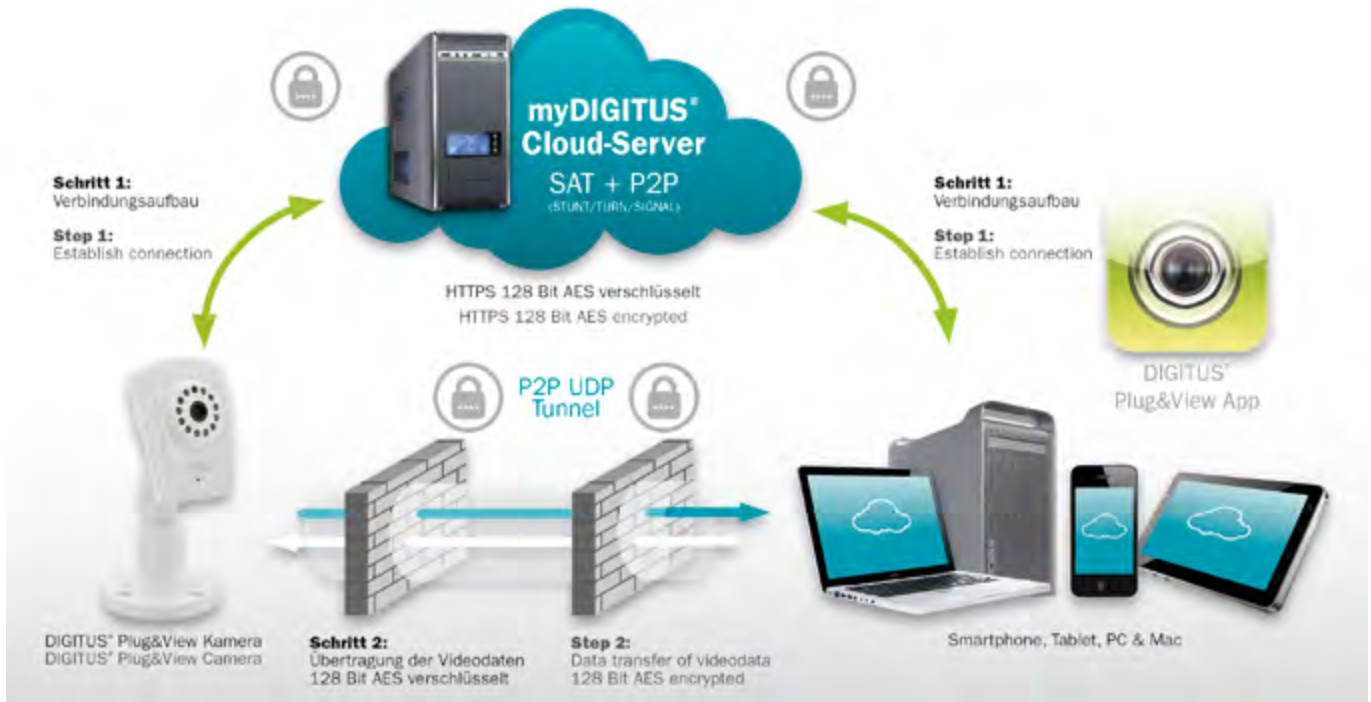 myDIGITUS®
Cloud-Server
SAT + P2P
(STUNT/TURN/SIGNAL)
Schritt 1:
Verbindungsaufbau
Step 1:
Establish connection
Schritt 1:
Verbindungsaufbau
Step 1:
Establish connection
HTTPS 128 Bit AES verschlüsselt
HTTPS 128 Bit AES encrypted
P2P UDP
Tunnel
DIGITUS®
Plug&View App
DIGITUS® Plug&View Kamera
DIGITUS® Plug&View Camera
Schritt 2:
Übertragung der Videodaten
128 Bit AES verschlüsselt
Step 2:
Data transfer of videodata
128 Bit AES encrypted
Smartphone, Tablet, PC & Mac